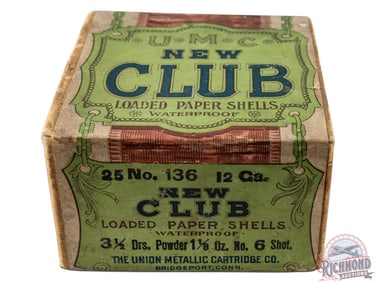 U·M·C
NEW
CLUB
LOADED PAPER SHELLS
WATERPROOF
25 No. 136 12 Ga.
NEW
CLUB
LOADED PAPER SHELLS
WATERPROOF
3¼ Drs. Powder 1⅛ Oz. No. 6 Shot.
THE UNION METALLIC CARTRIDGE CO.
BRIDGEPORT, CONN.
RICHMOND
AUCTIONS